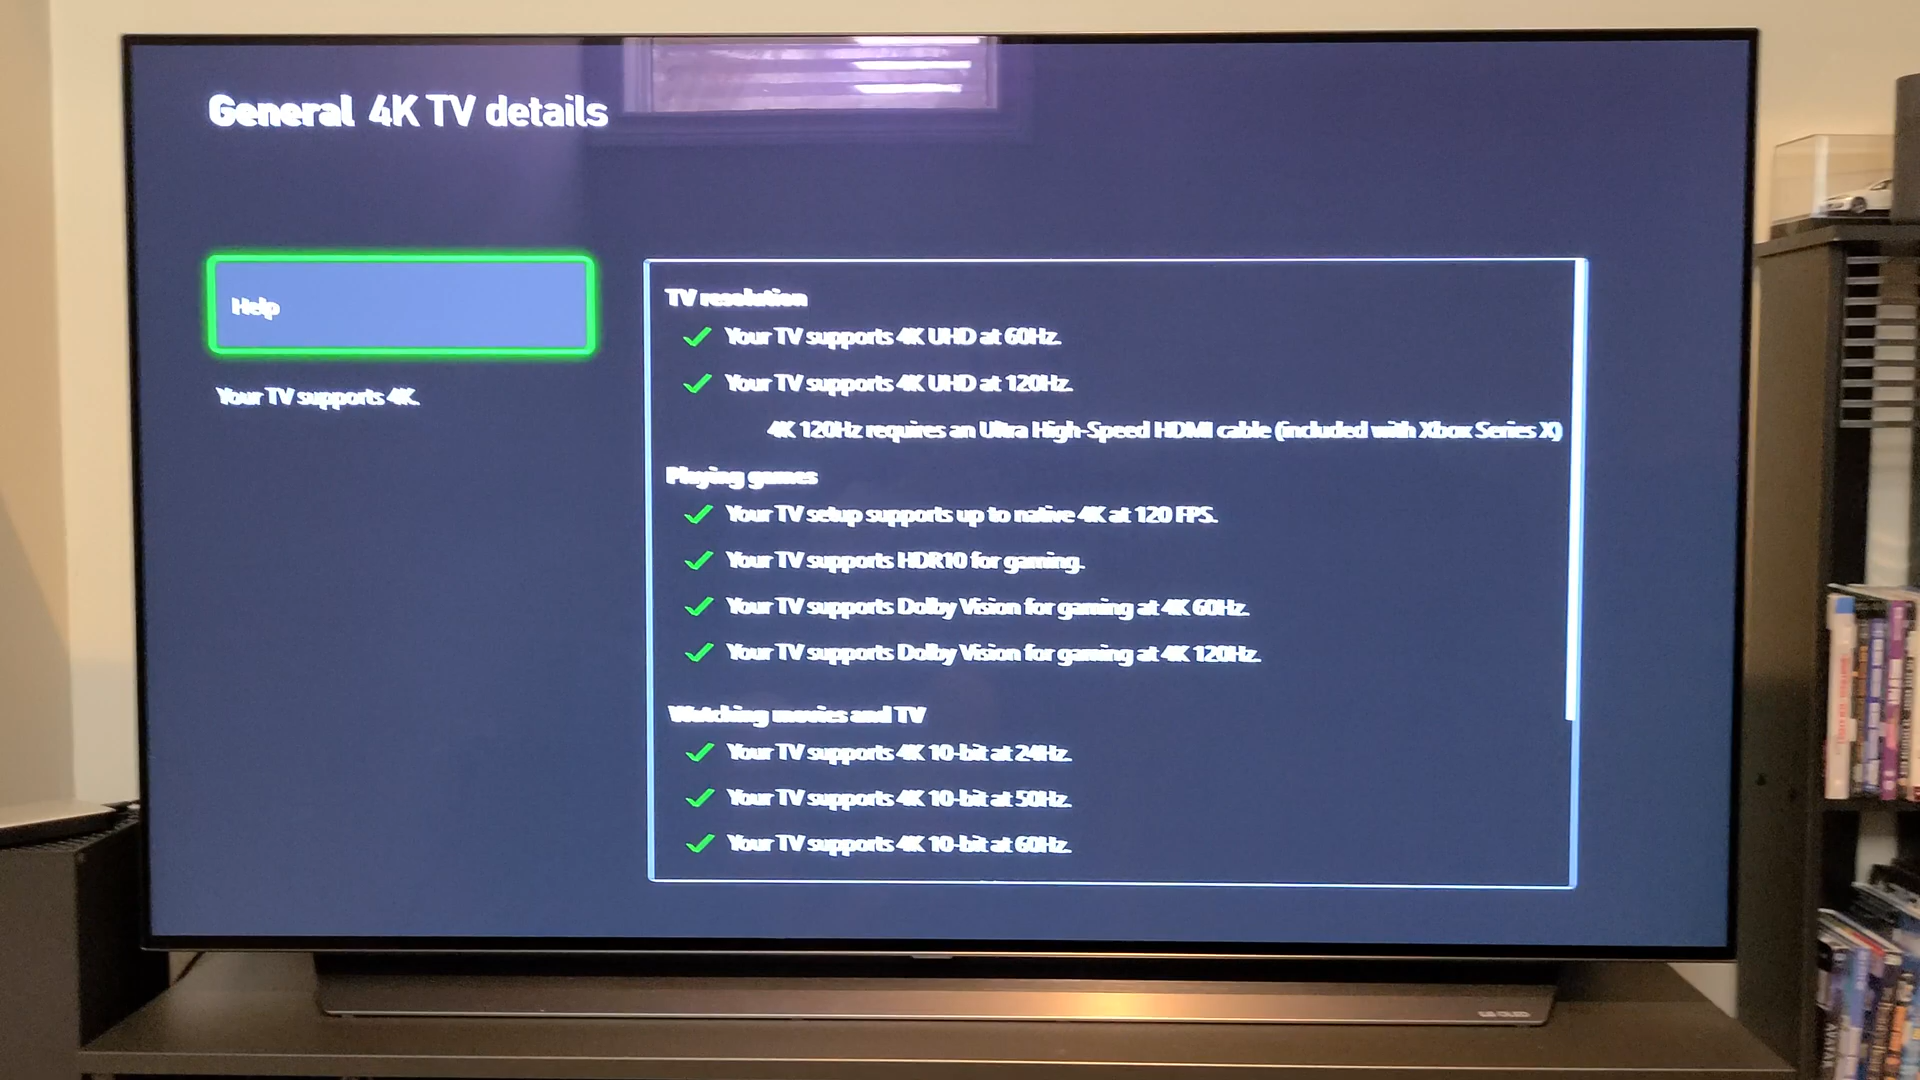 General 4K TV details
Help
Your TV supports 4K.
TV resolution
Your TV supports 4K UHD at 60Hz.
Your TV supports 4K UHD at 120Hz.
4K 120Hz requires an Ultra High-Speed HDMI cable (included with Xbox Series X)
Playing games
Your TV setup supports up to native 4K at 120 FPS.
Your TV supports HDR10 for gaming.
Your TV supports Dolby Vision for gaming at 4K 60Hz.
Your TV supports Dolby Vision for gaming at 4K 120Hz.
Watching movies and TV
Your TV supports 4K 10-bit at 24Hz.
Your TV supports 4K 10-bit at 50Hz.
Your TV supports 4K 10-bit at 60Hz.
LG OLED
AVATAR